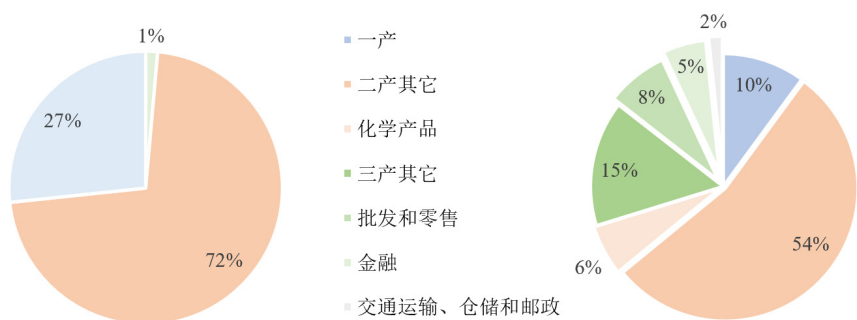 1%
27%
72%
一产
二产其它
化学产品
三产其它
批发和零售
金融
交通运输、仓储和邮政
2%
5%
10%
8%
15%
54%
6%